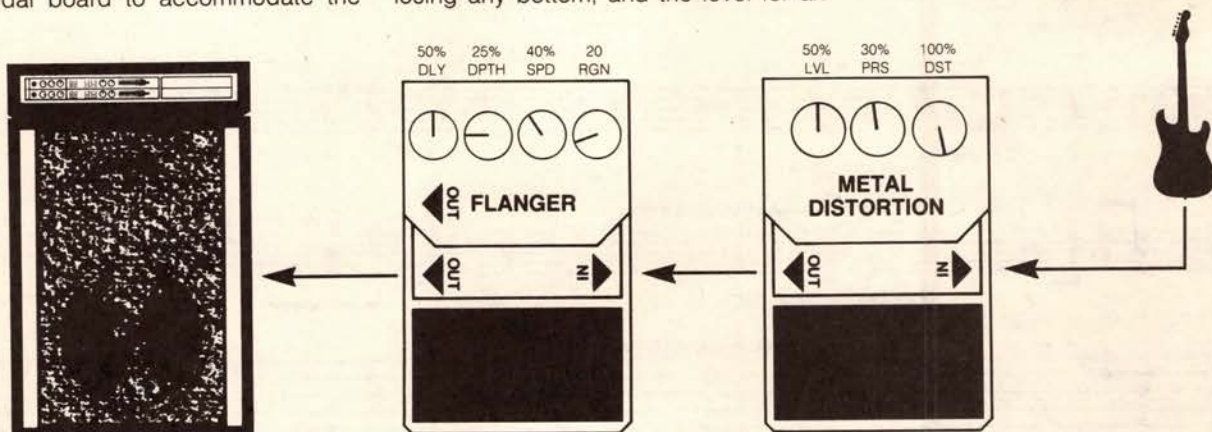 dal board to accommodate the
losing any bottom, and the level for
50% 25% 40% 20
DLY DPTH SPD RGN
50% 30% 100%
LVL PRS DST
OUT FLANGER
METAL
DISTORTION
OUT IN
OUT IN